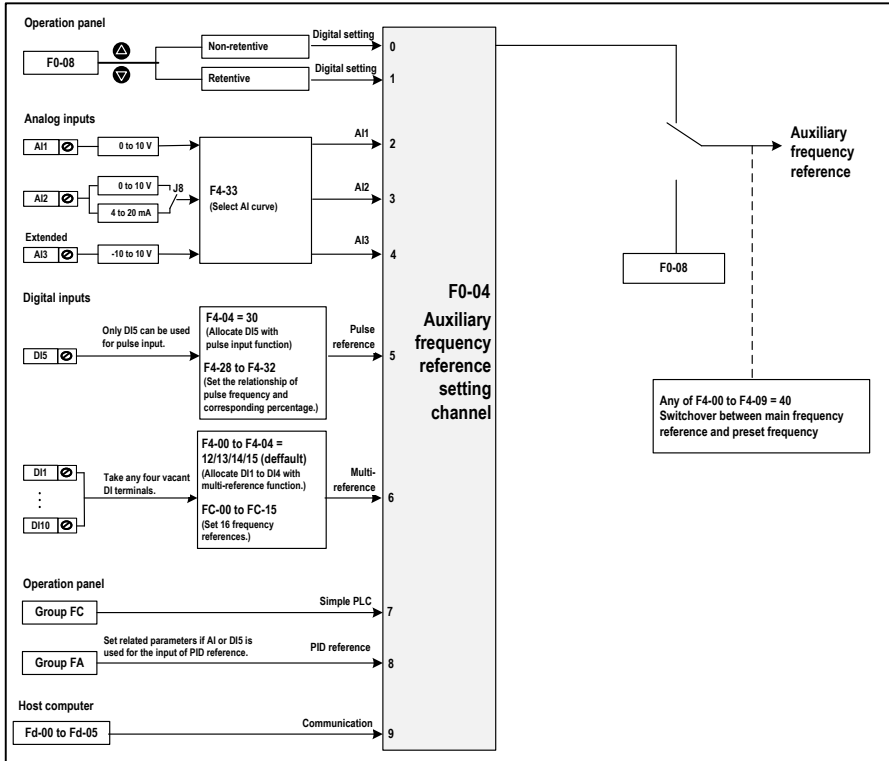 Operation panel
F0-08
Non-retentive
Digital setting
0
Retentive
Digital setting
1
Analog inputs
AI1
0 to 10 V
AI1
2
AI2
0 to 10 V
4 to 20 mA
J8
F4-33
(Select AI curve)
AI2
3
Extended
AI3
-10 to 10 V
AI3
4
Digital inputs
DI5
Only DI5 can be used
for pulse input.
F4-04 = 30
(Allocate DI5 with
pulse input function)
F4-28 to F4-32
(Set the relationship of
pulse frequency and
corresponding percentage.)
Pulse
reference
5
DI1
⋮
DI10
Take any four vacant
DI terminals.
F4-00 to F4-04 =
12/13/14/15 (deffault)
(Allocate DI1 to DI4 with
multi-reference function.)
FC-00 to FC-15
(Set 16 frequency
references.)
Multi-
reference
6
Operation panel
Group FC
Simple PLC
7
Group FA
Set related parameters if AI or DI5 is
used for the input of PID reference.
PID reference
8
Host computer
Fd-00 to Fd-05
Communication
9
F0-04
Auxiliary
frequency
reference
setting
channel
Auxiliary
frequency
reference
F0-08
Any of F4-00 to F4-09 = 40
Switchover between main frequency
reference and preset frequency